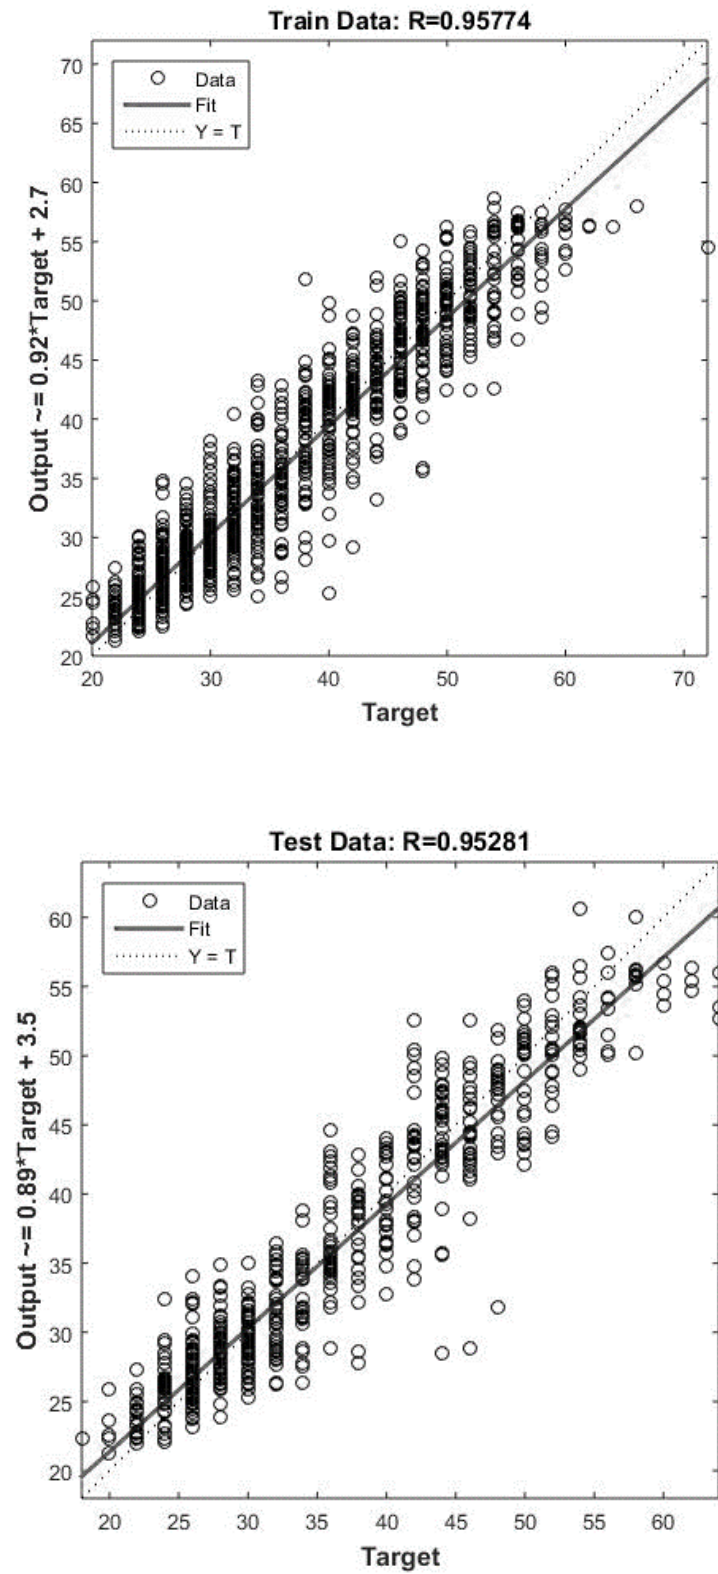 Train Data: R=0.95774
Data
Fit
Y = T
70
65
60
55
50
45
40
35
30
25
20
Output ~= 0.92*Target + 2.7
20 30 40 50 60 70
Target
Test Data: R=0.95281
Data
Fit
Y = T
60
55
50
45
40
35
30
25
20
Output ~= 0.89*Target + 3.5
20 25 30 35 40 45 50 55 60
Target